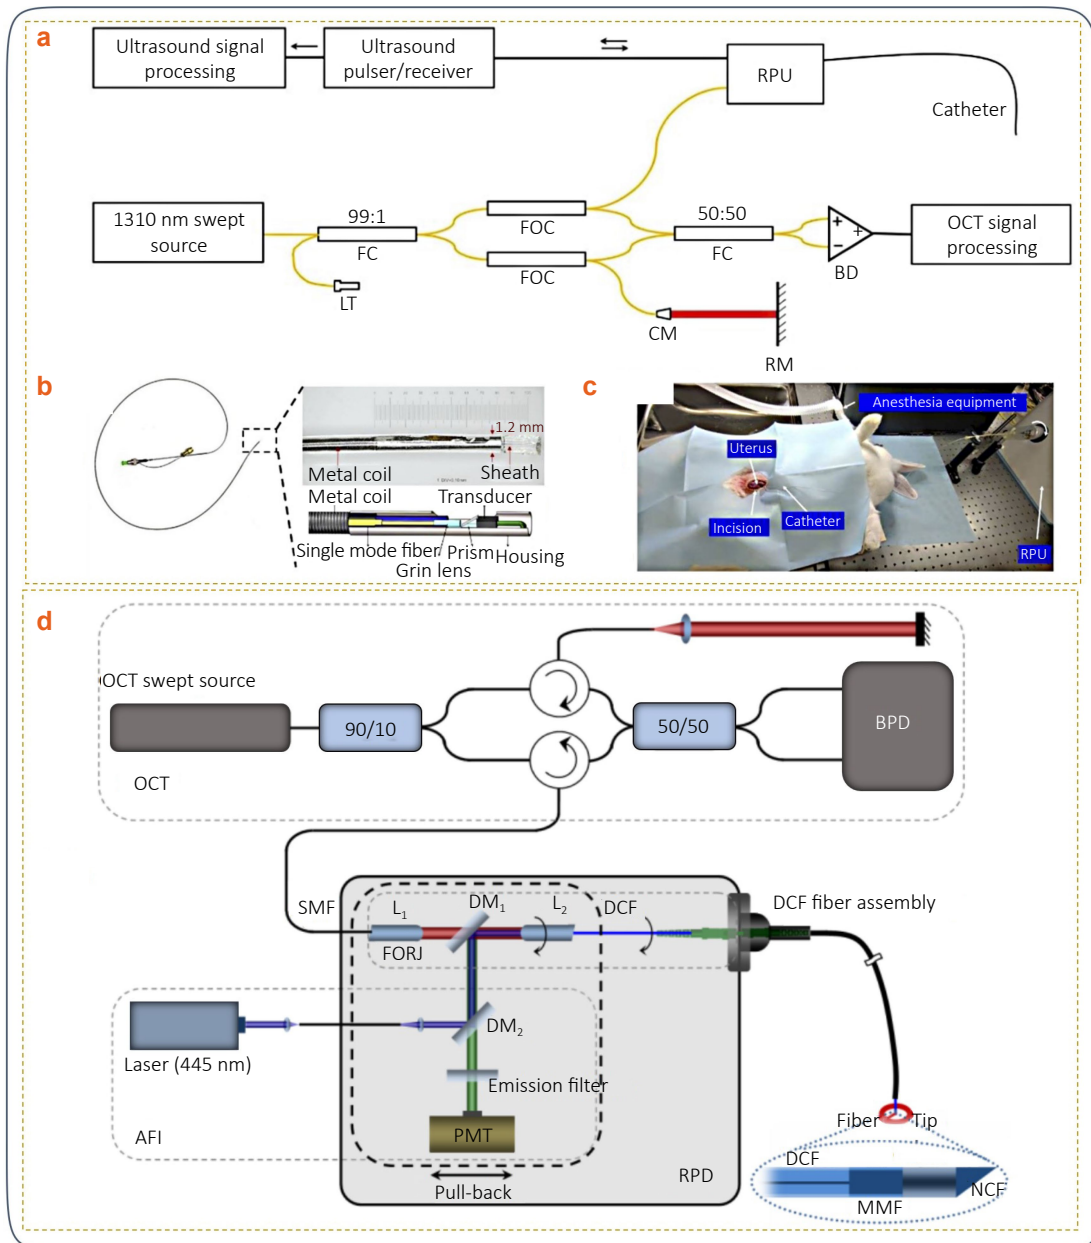 a
Ultrasound signal
processing
Ultrasound
pulser/receiver
RPU
Catheter
1310 nm swept
source
99:1
FC
LT
FOC
FOC
50:50
FC
BD
OCT signal
processing
CM
RM
b
1.2 mm
Metal coil
Sheath
Metal coil
Transducer
Single mode fiber
Prism
Housing
Grin lens
c
Anesthesia equipment
Uterus
Incision
Catheter
RPU
d
OCT swept source
90/10
50/50
BPD
OCT
SMF
L1
DM1
L2
DCF
DCF fiber assembly
FORJ
DM2
Laser (445 nm)
Emission filter
AFI
PMT
Pull-back
RPD
Fiber
Tip
DCF
NCF
MMF